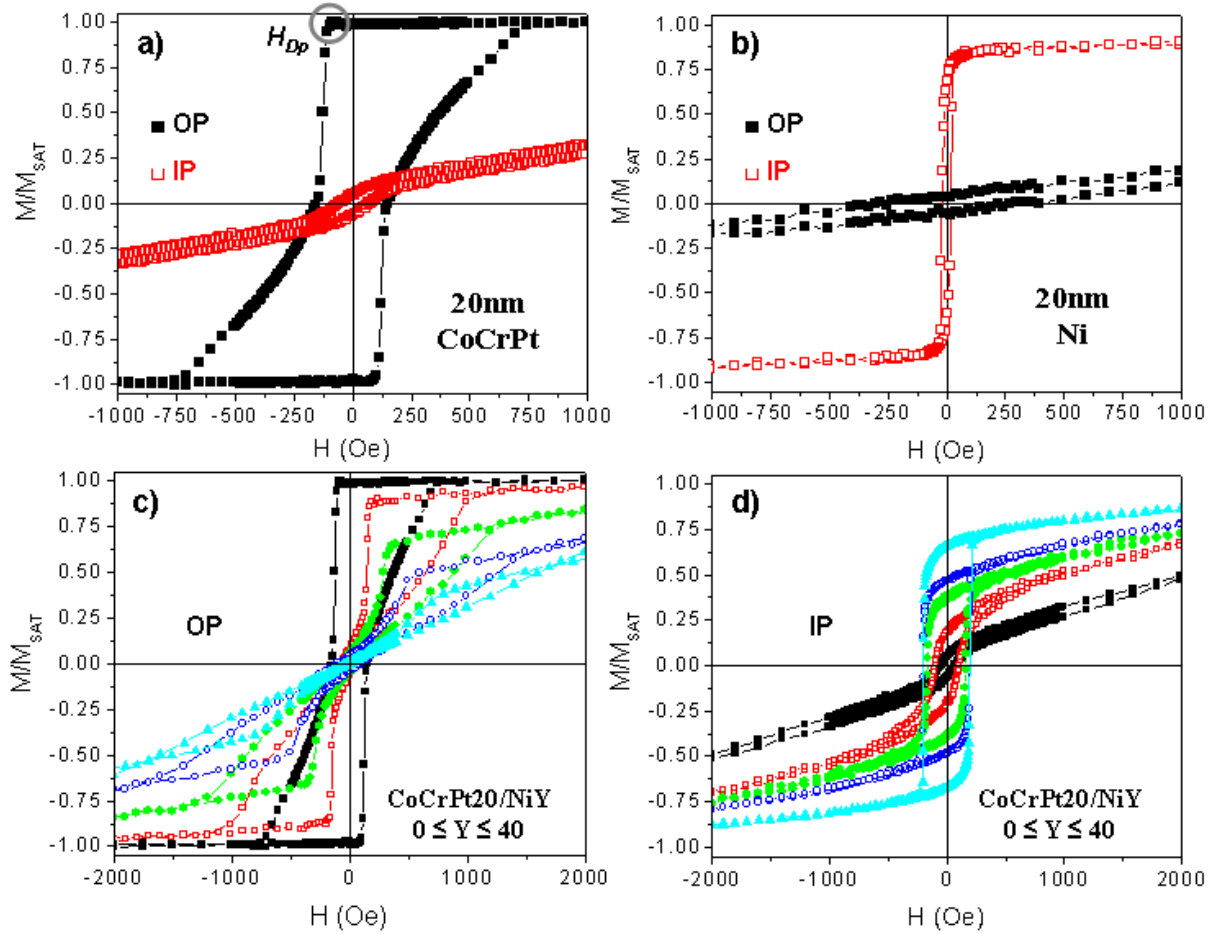 a)
H_Dp
OP
IP
20nm
CoCrPt
M/M_SAT
1.00
0.75
0.50
0.25
0.00
-0.25
-0.50
-0.75
-1.00
-1000 -750 -500 -250 0 250 500 750 1000
H (Oe)
b)
OP
IP
20nm
Ni
M/M_SAT
1.00
0.75
0.50
0.25
0.00
-0.25
-0.50
-0.75
-1.00
-1000 -750 -500 -250 0 250 500 750 1000
H (Oe)
c)
OP
CoCrPt20/NiY
0 ≤ Y ≤ 40
M/M_SAT
1.00
0.75
0.50
0.25
0.00
-0.25
-0.50
-0.75
-1.00
-2000 -1000 0 1000 2000
H (Oe)
d)
IP
CoCrPt20/NiY
0 ≤ Y ≤ 40
M/M_SAT
1.00
0.75
0.50
0.25
0.00
-0.25
-0.50
-0.75
-1.00
-2000 -1000 0 1000 2000
H (Oe)